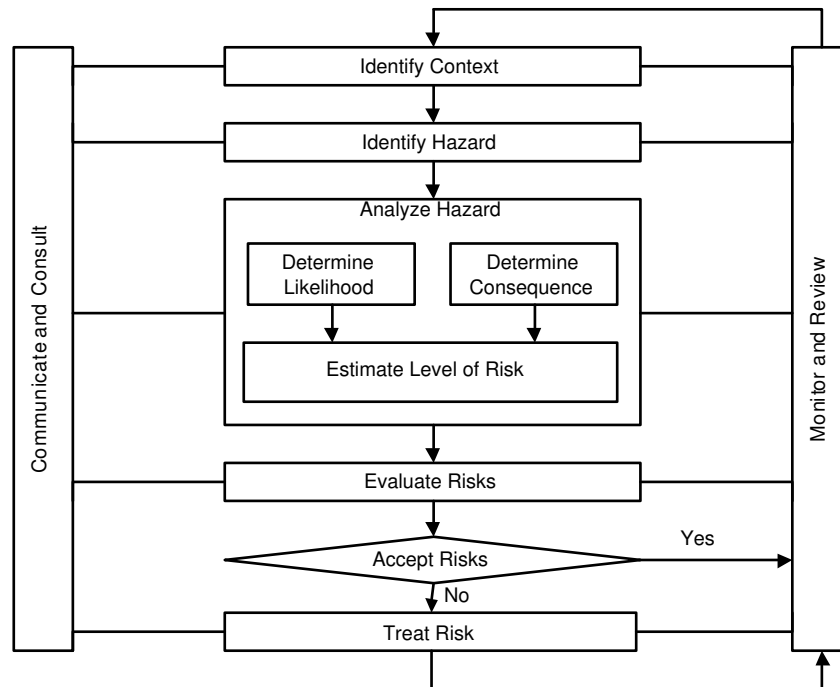 Identify Context
Identify Hazard
Analyze Hazard
Determine
Likelihood
Determine
Consequence
Estimate Level of Risk
Evaluate Risks
Accept Risks
Yes
No
Treat Risk
Communicate and Consult
Monitor and Review